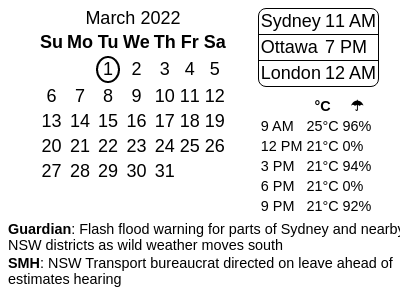 March 2022
Su Mo Tu We Th Fr Sa
1 2 3 4 5
6 7 8 9 10 11 12
13 14 15 16 17 18 19
20 21 22 23 24 25 26
27 28 29 30 31
Sydney 11 AM
Ottawa 7 PM
London 12 AM
°C ☂
9 AM 25°C 96%
12 PM 21°C 0%
3 PM 21°C 94%
6 PM 21°C 0%
9 PM 21°C 92%
Guardian: Flash flood warning for parts of Sydney and nearby
NSW districts as wild weather moves south
SMH: NSW Transport bureaucrat directed on leave ahead of
estimates hearing